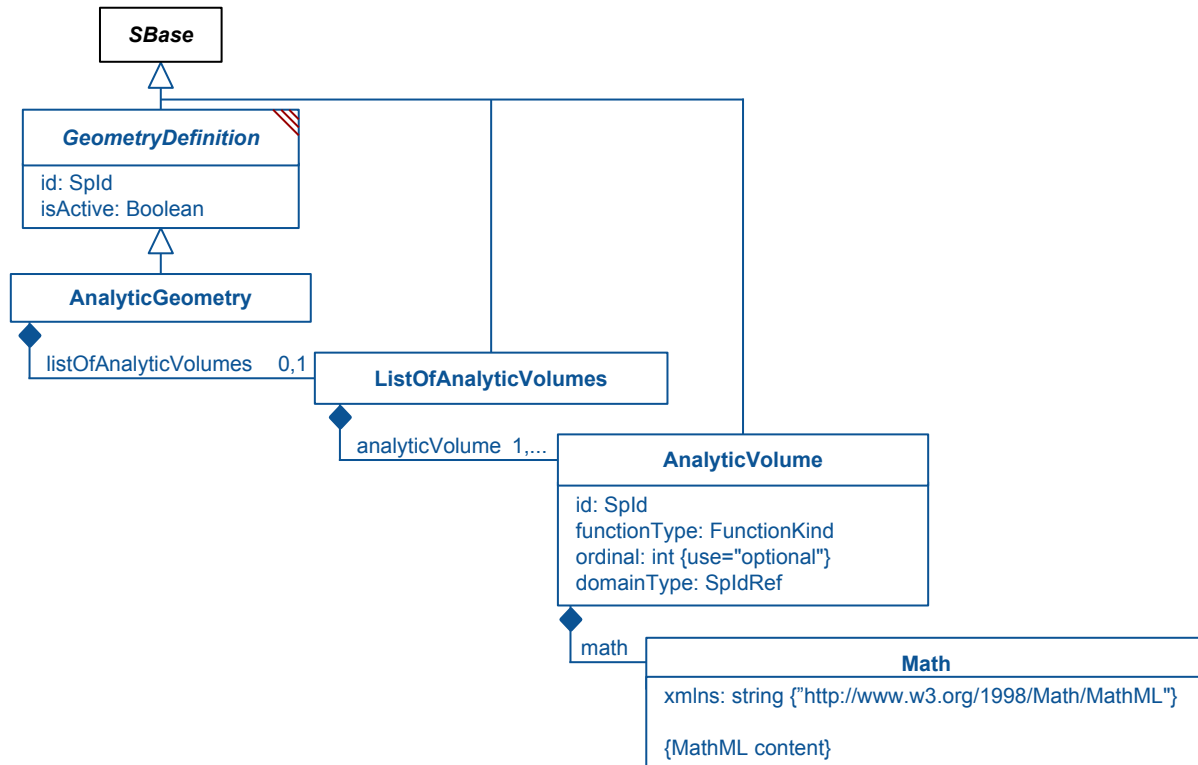 SBase
GeometryDefinition
id: SpId
isActive: Boolean
AnalyticGeometry
listOfAnalyticVolumes 0,1
ListOfAnalyticVolumes
analyticVolume 1,...
AnalyticVolume
id: SpId
functionType: FunctionKind
ordinal: int {use="optional"}
domainType: SpIdRef
math
Math
xmlns: string {”http://www.w3.org/1998/Math/MathML"}
{MathML content}